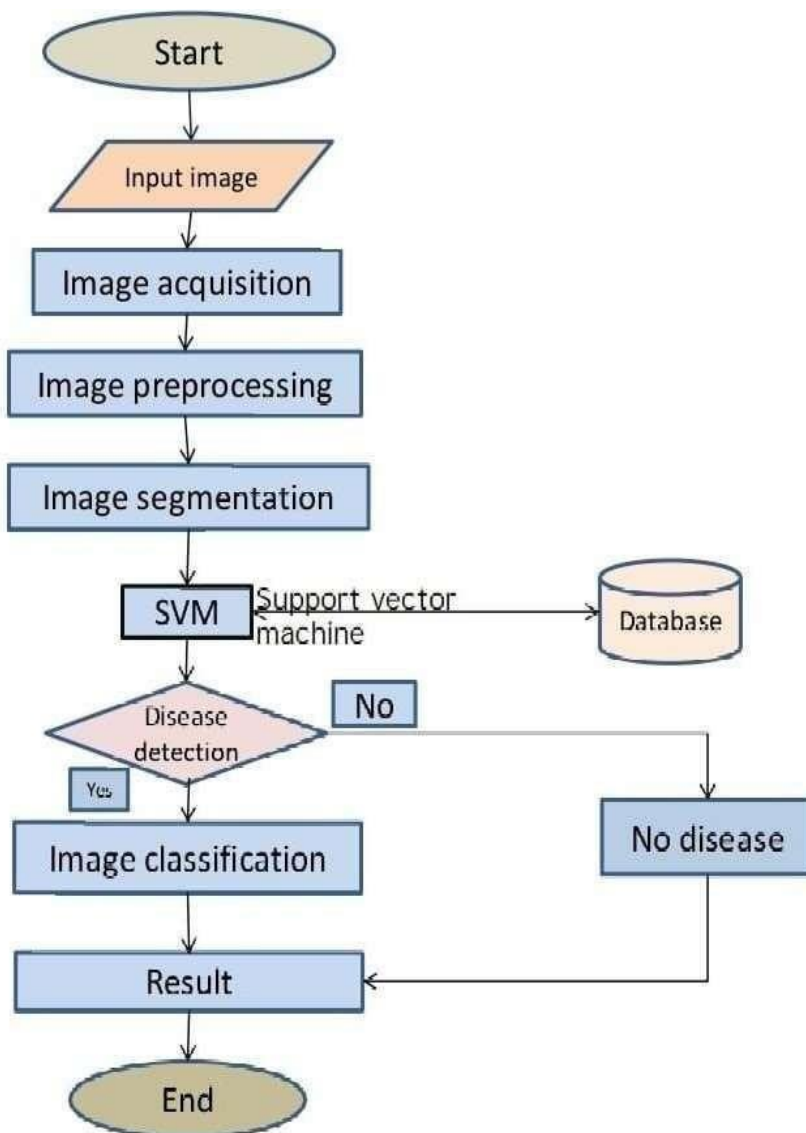 Start
Input image
Image acquisition
Image preprocessing
Image segmentation
SVM
Support vector
machine
Database
Disease
detection
No
Yes
Image classification
No disease
Result
End